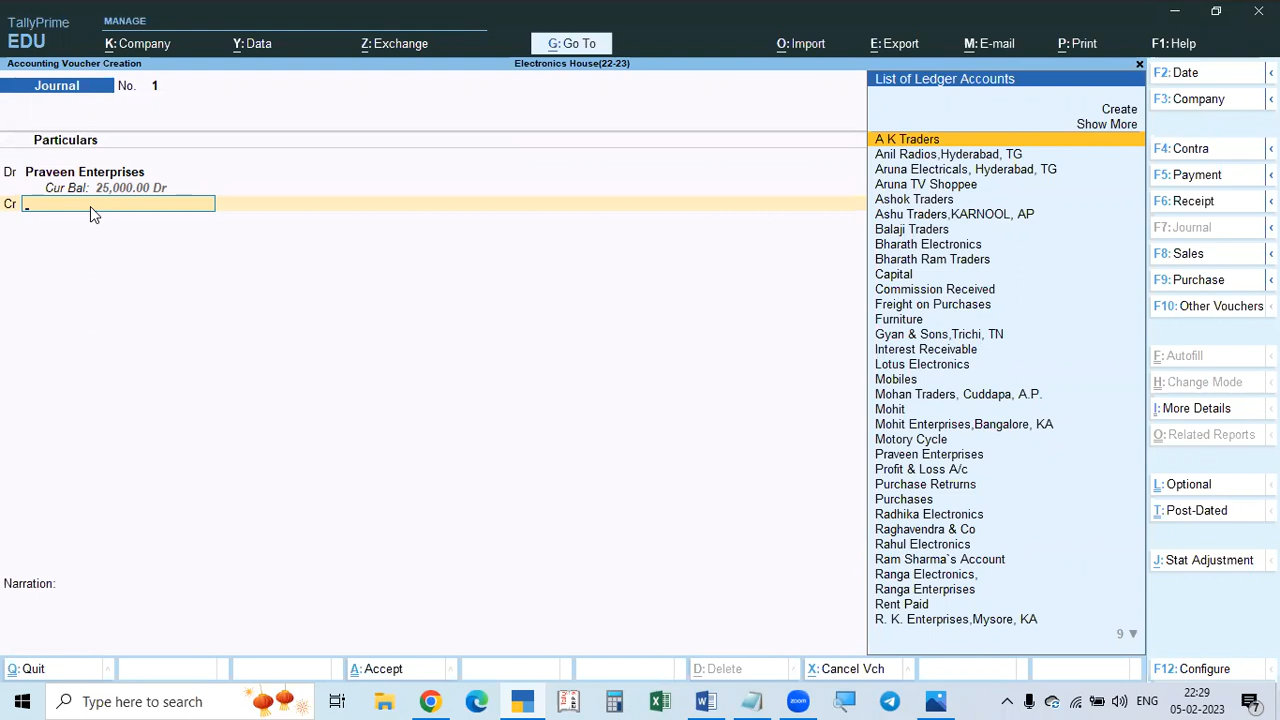 TallyPrime
EDU
MANAGE
K: Company
Y: Data
Z: Exchange
G: Go To
O: Import
E: Export
M: E-mail
P: Print
F1: Help
Accounting Voucher Creation
Electronics House(22-23)
Journal No. 1
Particulars
Dr Praveen Enterprises
Cur Bal: 25,000.00 Dr
Cr
Narration:
List of Ledger Accounts
Create
Show More
A K Traders
Anil Radios,Hyderabad, TG
Aruna Electricals, Hyderabad, TG
Aruna TV Shoppee
Ashok Traders
Ashu Traders,KARNOOL, AP
Balaji Traders
Bharath Electronics
Bharath Ram Traders
Capital
Commission Received
Freight on Purchases
Furniture
Gyan & Sons,Trichi, TN
Interest Receivable
Lotus Electronics
Mobiles
Mohan Traders, Cuddapa, A.P.
Mohit
Mohit Enterprises,Bangalore, KA
Motory Cycle
Praveen Enterprises
Profit & Loss A/c
Purchase Retrurns
Purchases
Radhika Electronics
Raghavendra & Co
Rahul Electronics
Ram Sharma`s Account
Ranga Electronics,
Ranga Enterprises
Rent Paid
R. K. Enterprises,Mysore, KA
9
F2: Date
F3: Company
F4: Contra
F5: Payment
F6: Receipt
F7: Journal
F8: Sales
F9: Purchase
F10: Other Vouchers
F: Autofill
H: Change Mode
I: More Details
O: Related Reports
L: Optional
T: Post-Dated
J: Stat Adjustment
F12: Configure
Q: Quit
A: Accept
D: Delete
X: Cancel Vch
Type here to search
zoom
ENG
22:29
05-02-2023
7